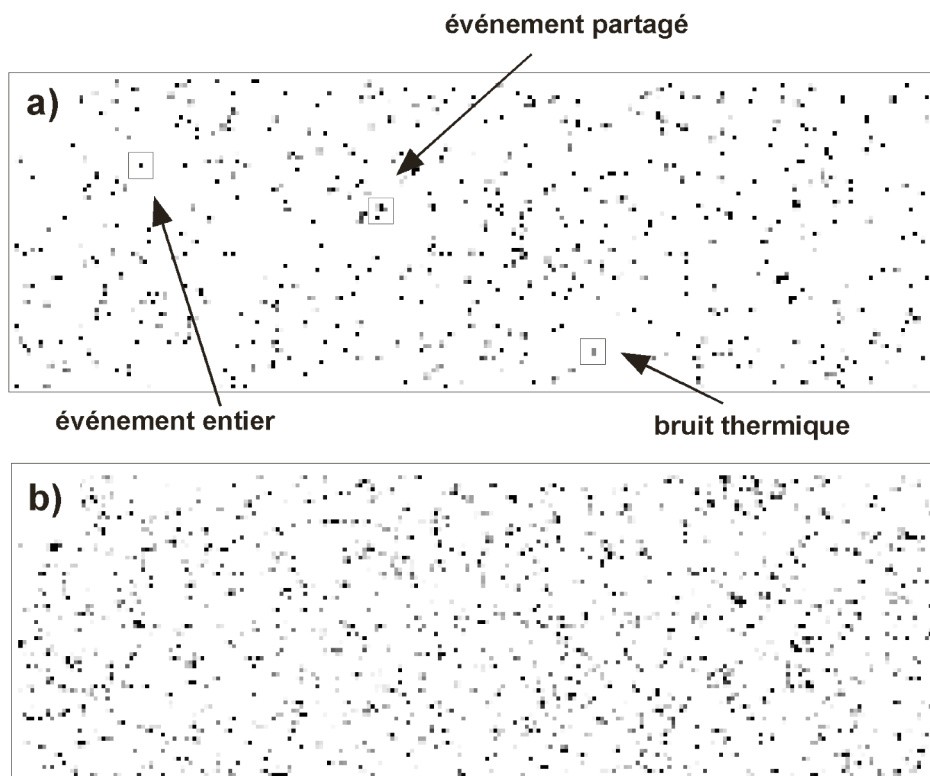 événement partagé
a)
événement entier
bruit thermique
b)